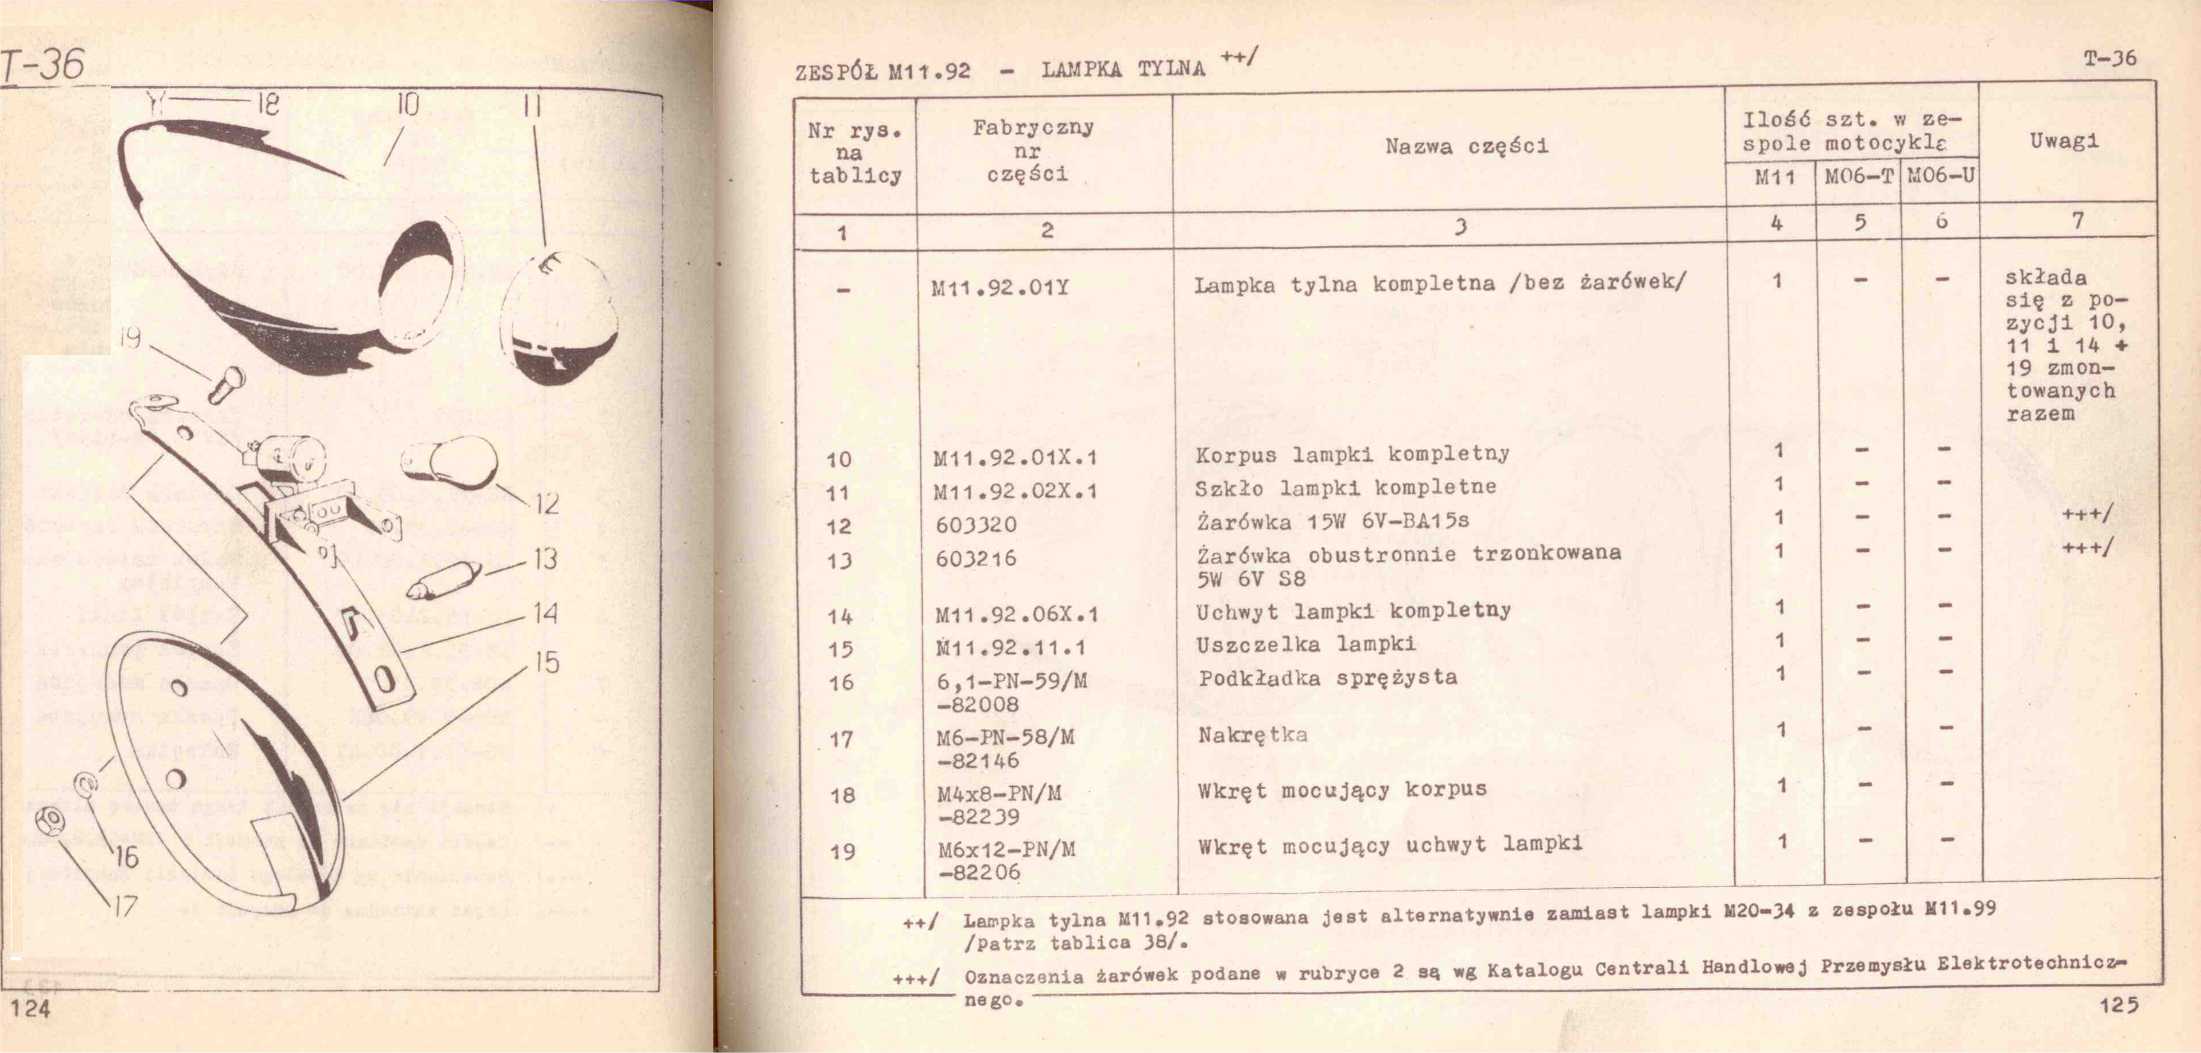 T-36
18
10
11
19
12
13
14
15
16
17
124
ZESPÓŁ M11.92 - LAMPKA TYLNA ++/
T-36
Nr rys. na tablicy
Fabryczny nr części
Nazwa części
Ilość szt. w ze-
spole motocykla
Uwagi
M11 M06-T M06-U
1 2 3 4 5 6 7
- M11.92.01Y Lampka tylna kompletna /bez żarówek/ 1 - - składa
się z po-
zycji 10,
11 i 14 +
19 zmon-
towanych
razem
10 M11.92.01X.1 Korpus lampki kompletny 1 - -
11 M11.92.02X.1 Szkło lampki kompletne 1 - -
12 603320 Żarówka 15W 6V-BA15s 1 - - +++/
13 603216 Żarówka obustronnie trzonkowana 1 - - +++/
5W 6V S8
14 M11.92.06X.1 Uchwyt lampki kompletny 1 - -
15 M11.92.11.1 Uszczelka lampki 1 - -
16 6,1-PN-59/M Podkładka sprężysta 1 - -
-82008
17 M6-PN-58/M Nakrętka 1 - -
-82146
18 M4x8-PN/M Wkręt mocujący korpus 1 - -
-82239
19 M6x12-PN/M Wkręt mocujący uchwyt lampki 1 - -
-82206
++/ Lampka tylna M11.92 stosowana jest alternatywnie zamiast lampki M20-34 z zespołu M11.99
/patrz tablica 38/.
+++/ Oznaczenia żarówek podane w rubryce 2 są wg Katalogu Centrali Handlowej Przemysłu Elektrotechnicz-
nego.
125